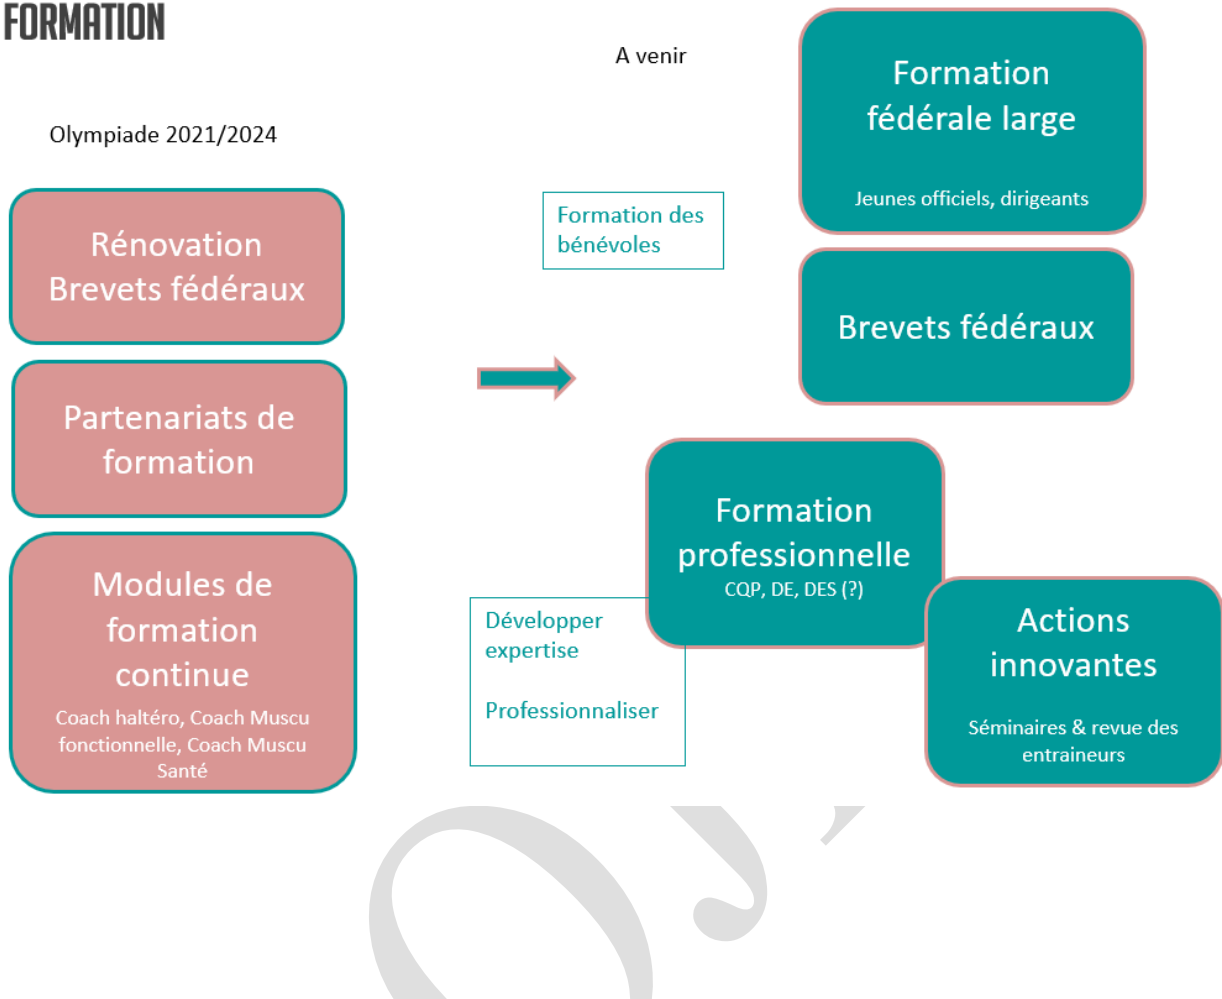 FORMATION
A venir
Olympiade 2021/2024
Rénovation
Brevets fédéraux
Partenariats de
formation
Modules de
formation
continue
Coach haltéro, Coach Muscu
fonctionnelle, Coach Muscu
Santé
Formation
fédérale large
Jeunes officiels, dirigeants
Formation des
bénévoles
Brevets fédéraux
Formation
professionnelle
CQP, DE, DES (?)
Développer
expertise
Professionnaliser
Actions
innovantes
Séminaires & revue des
entraineurs